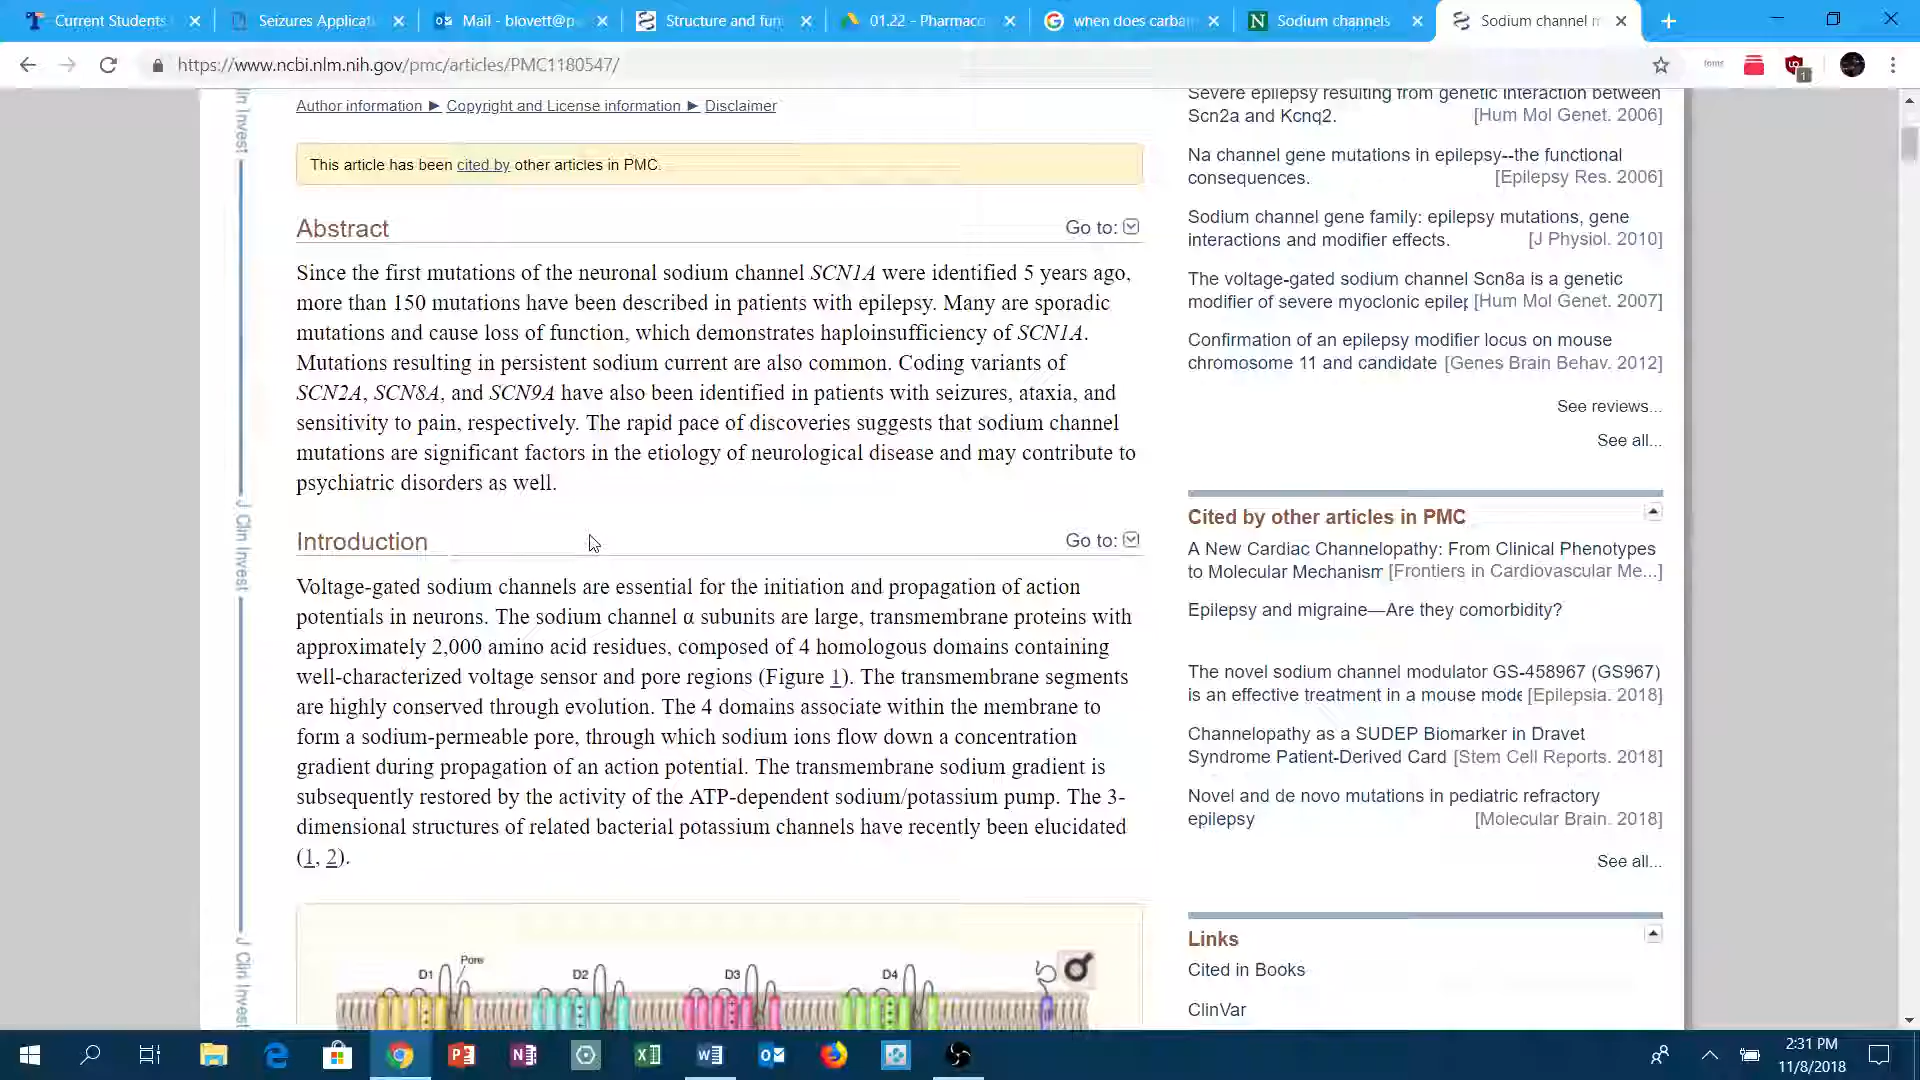 Current Students
Seizures Applicat
Mail - blovett@p
Structure and fun
01.22 - Pharmaco
when does carba
Sodium channels
Sodium channel m
https://www.ncbi.nlm.nih.gov/pmc/articles/PMC1180547/
Author information ► Copyright and License information ► Disclaimer
This article has been cited by other articles in PMC.
Abstract
Go to:
Since the first mutations of the neuronal sodium channel SCN1A were identified 5 years ago,
more than 150 mutations have been described in patients with epilepsy. Many are sporadic
mutations and cause loss of function, which demonstrates haploinsufficiency of SCN1A.
Mutations resulting in persistent sodium current are also common. Coding variants of
SCN2A, SCN8A, and SCN9A have also been identified in patients with seizures, ataxia, and
sensitivity to pain, respectively. The rapid pace of discoveries suggests that sodium channel
mutations are significant factors in the etiology of neurological disease and may contribute to
psychiatric disorders as well.
Introduction
Go to:
Voltage-gated sodium channels are essential for the initiation and propagation of action
potentials in neurons. The sodium channel α subunits are large, transmembrane proteins with
approximately 2,000 amino acid residues, composed of 4 homologous domains containing
well-characterized voltage sensor and pore regions (Figure 1). The transmembrane segments
are highly conserved through evolution. The 4 domains associate within the membrane to
form a sodium-permeable pore, through which sodium ions flow down a concentration
gradient during propagation of an action potential. The transmembrane sodium gradient is
subsequently restored by the activity of the ATP-dependent sodium/potassium pump. The 3-
dimensional structures of related bacterial potassium channels have recently been elucidated
(1, 2).
D1
Pore
D2
D3
D4
lin Invest
J Clin Invest
J Clin Invest
Severe epilepsy resulting from genetic interaction between
Scn2a and Kcnq2. [Hum Mol Genet. 2006]
Na channel gene mutations in epilepsy--the functional
consequences. [Epilepsy Res. 2006]
Sodium channel gene family: epilepsy mutations, gene
interactions and modifier effects. [J Physiol. 2010]
The voltage-gated sodium channel Scn8a is a genetic
modifier of severe myoclonic epilep [Hum Mol Genet. 2007]
Confirmation of an epilepsy modifier locus on mouse
chromosome 11 and candidate [Genes Brain Behav. 2012]
See reviews...
See all...
Cited by other articles in PMC
A New Cardiac Channelopathy: From Clinical Phenotypes
to Molecular Mechanism [Frontiers in Cardiovascular Me...]
Epilepsy and migraine—Are they comorbidity?
The novel sodium channel modulator GS-458967 (GS967)
is an effective treatment in a mouse mode [Epilepsia. 2018]
Channelopathy as a SUDEP Biomarker in Dravet
Syndrome Patient-Derived Card [Stem Cell Reports. 2018]
Novel and de novo mutations in pediatric refractory
epilepsy [Molecular Brain. 2018]
See all...
Links
Cited in Books
ClinVar
2:31 PM
11/8/2018